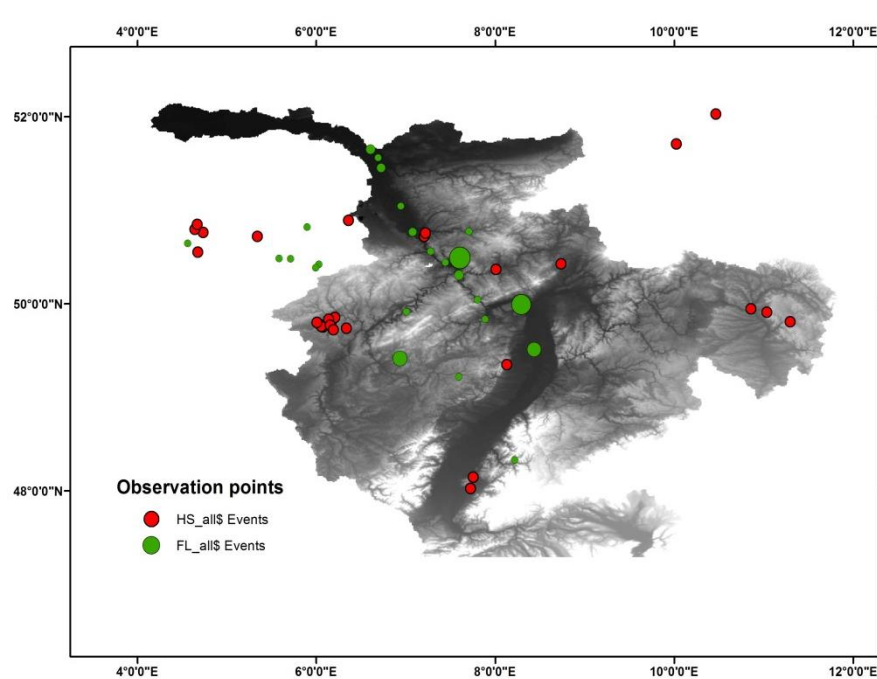 4°0'0"E 6°0'0"E 8°0'0"E 10°0'0"E 12°0'0"E
52°0'0"N
50°0'0"N
48°0'0"N
Observation points
HS_all$ Events
FL_all$ Events
4°0'0"E 6°0'0"E 8°0'0"E 10°0'0"E 12°0'0"E